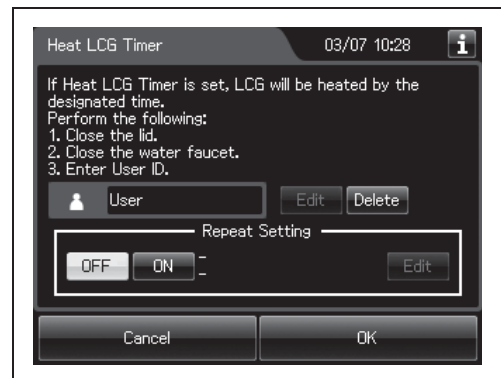 Heat LCG Timer 03/07 10:28 i
If Heat LCG Timer is set, LCG will be heated by the
designated time.
Perform the following:
1. Close the lid.
2. Close the water faucet.
3. Enter User ID.
User Edit Delete
Repeat Setting
OFF ON - - Edit
Cancel OK